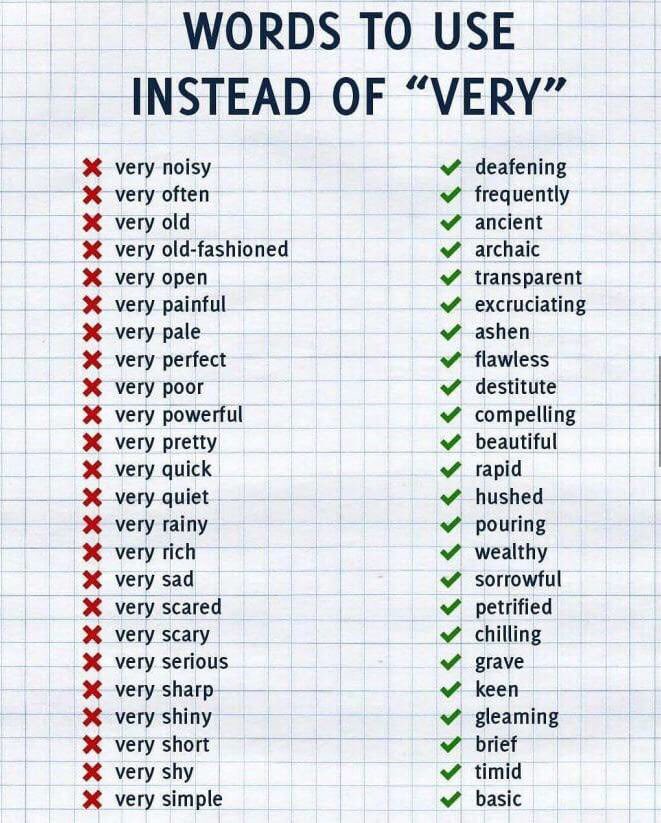 WORDS TO USE
INSTEAD OF “VERY”
very noisy deafening
very often frequently
very old ancient
very old-fashioned archaic
very open transparent
very painful excruciating
very pale ashen
very perfect flawless
very poor destitute
very powerful compelling
very pretty beautiful
very quick rapid
very quiet hushed
very rainy pouring
very rich wealthy
very sad sorrowful
very scared petrified
very scary chilling
very serious grave
very sharp keen
very shiny gleaming
very short brief
very shy timid
very simple basic